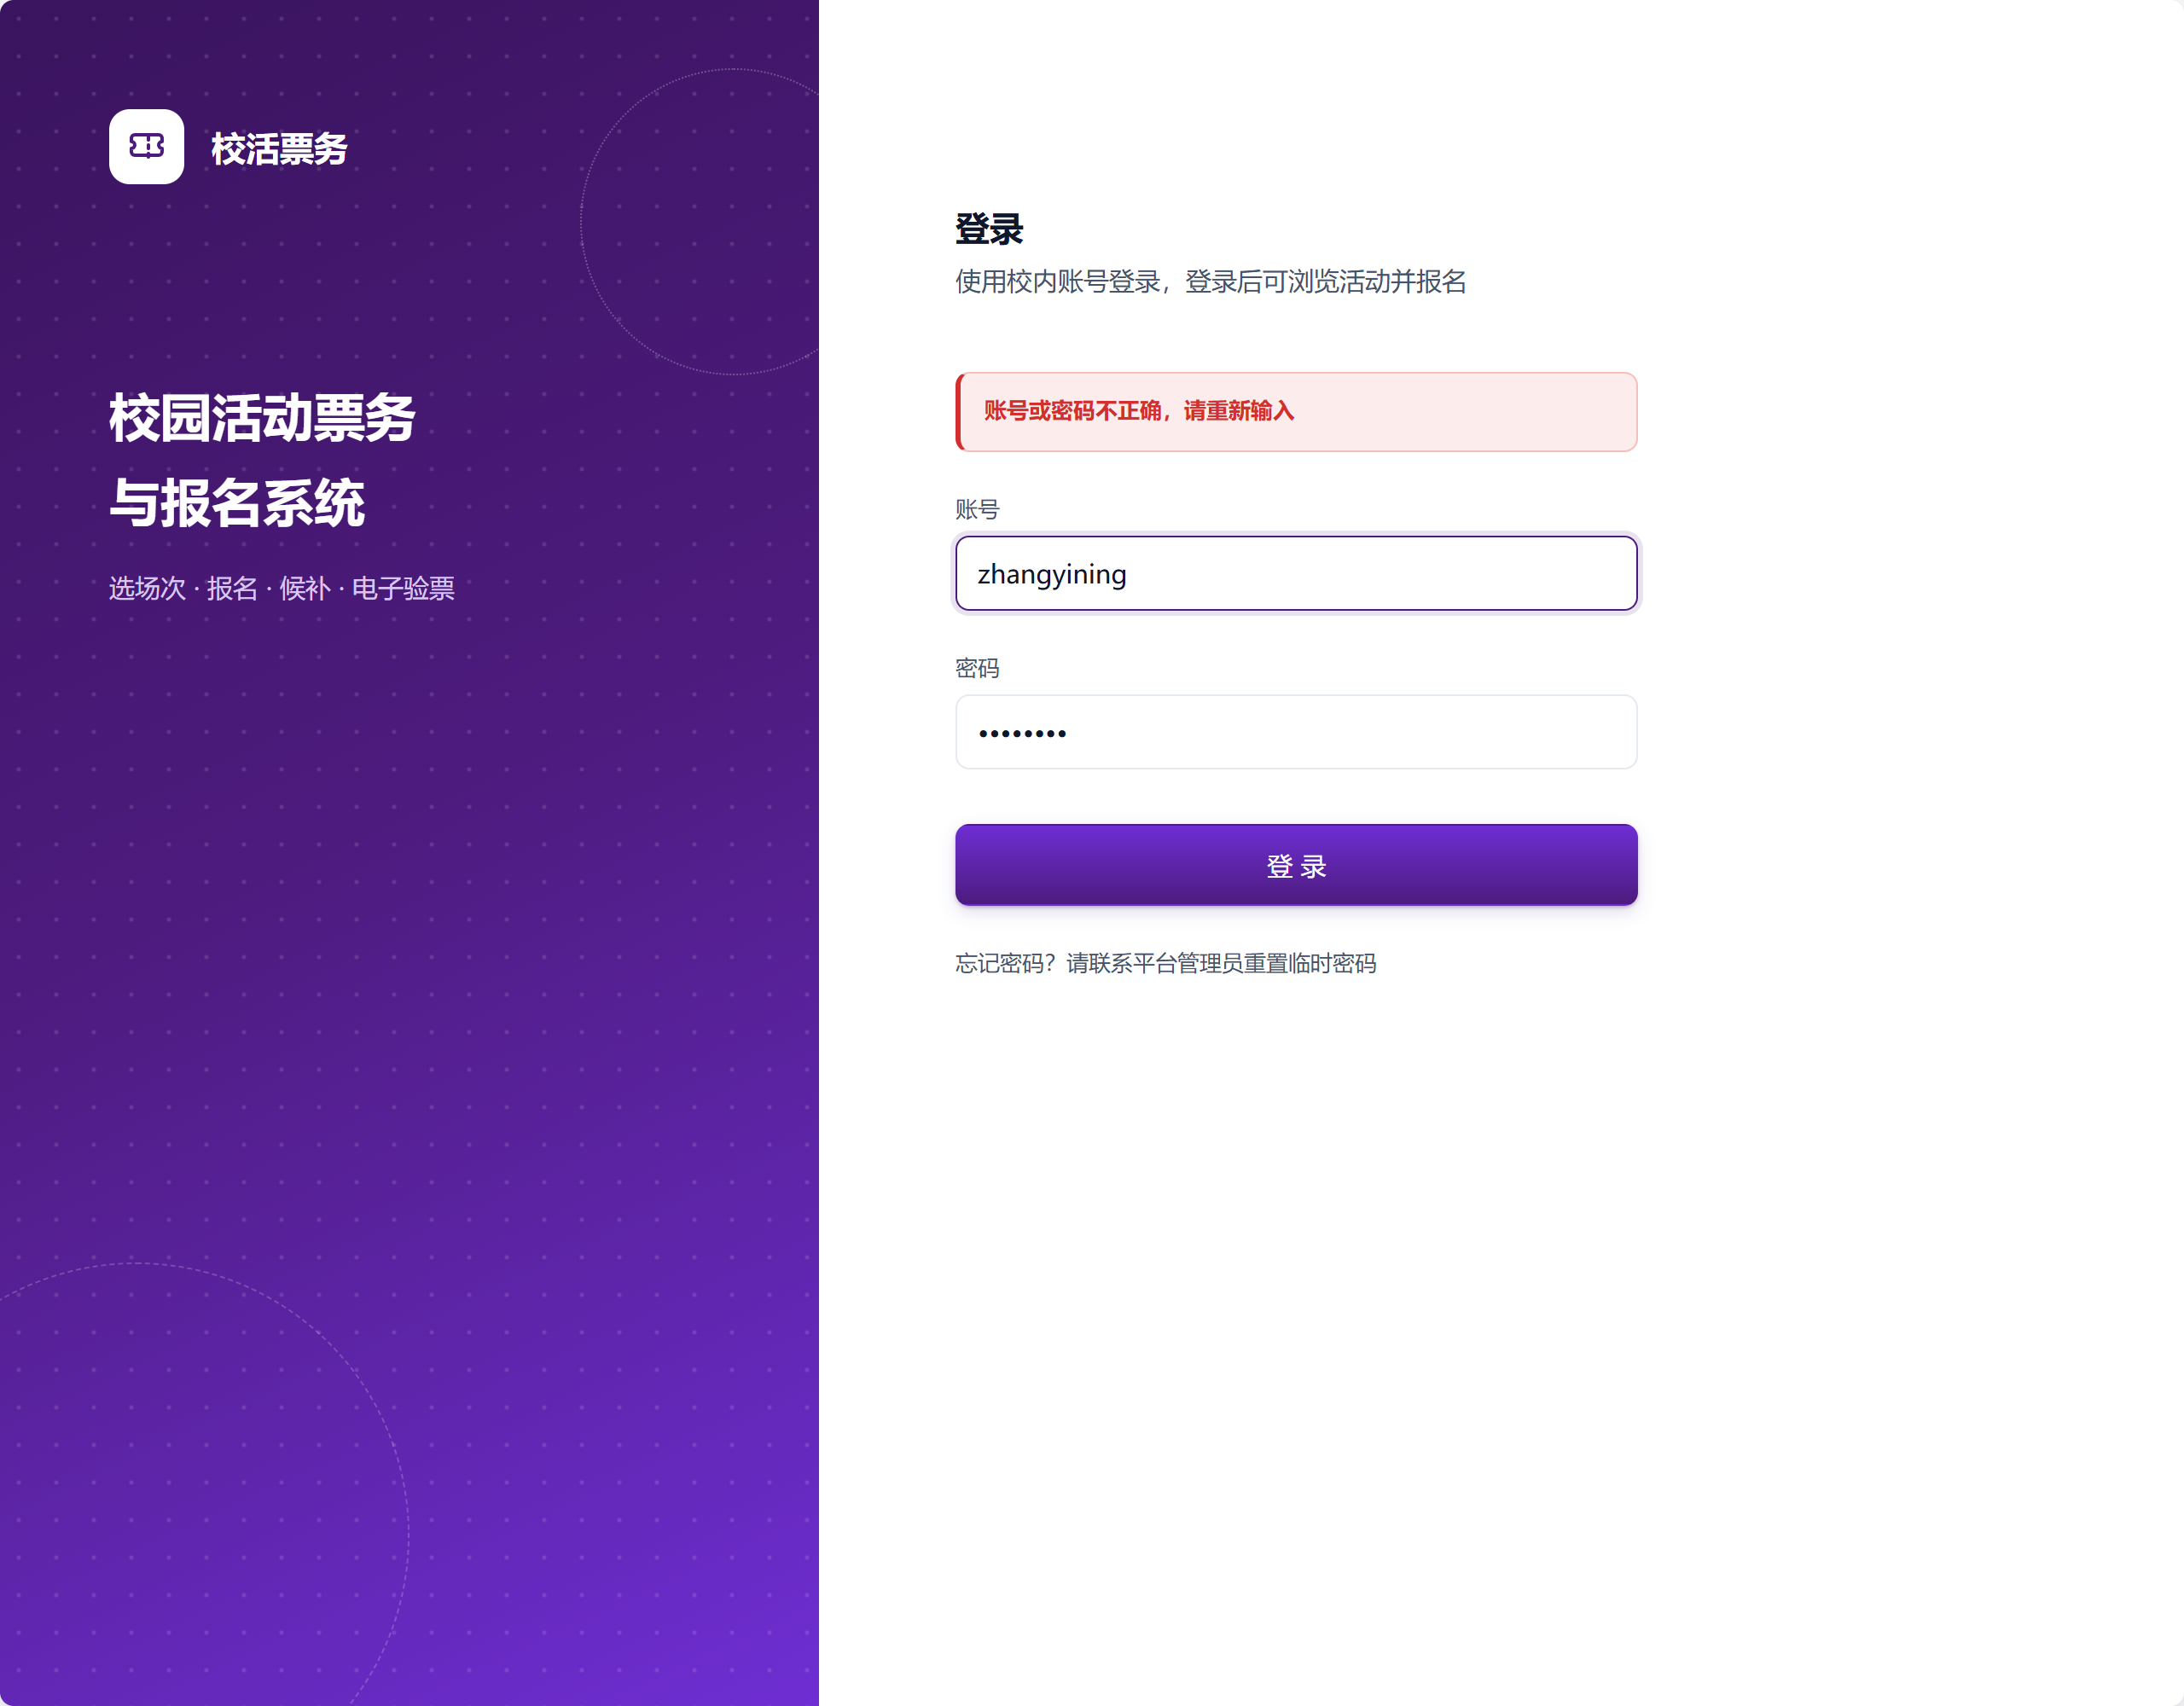 校活票务
校园活动票务
与报名系统
选场次 · 报名 · 候补 · 电子验票
登录
使用校内账号登录，登录后可浏览活动并报名
账号或密码不正确，请重新输入
账号
zhangyining
密码
••••••••
登 录
忘记密码？请联系平台管理员重置临时密码